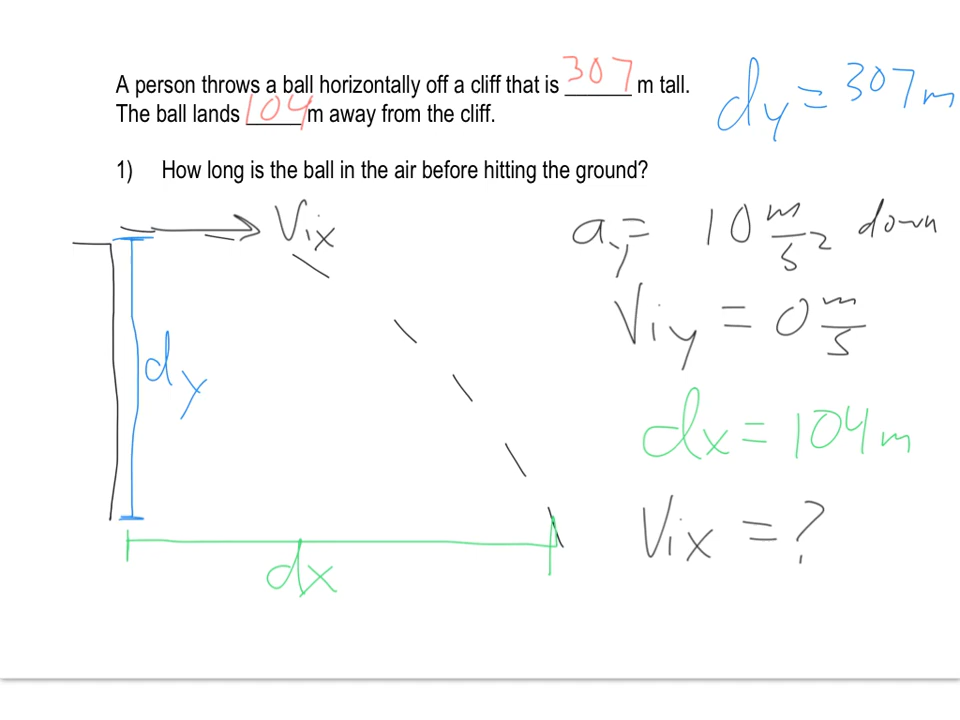 A person throws a ball horizontally off a cliff that is 307 m tall.
The ball lands 104 m away from the cliff.
dy = 307 m
1) How long is the ball in the air before hitting the ground?
Vix
ay = 10 m/s² down
Viy = 0 m/s
dy
dx = 104 m
Vix = ?
dx